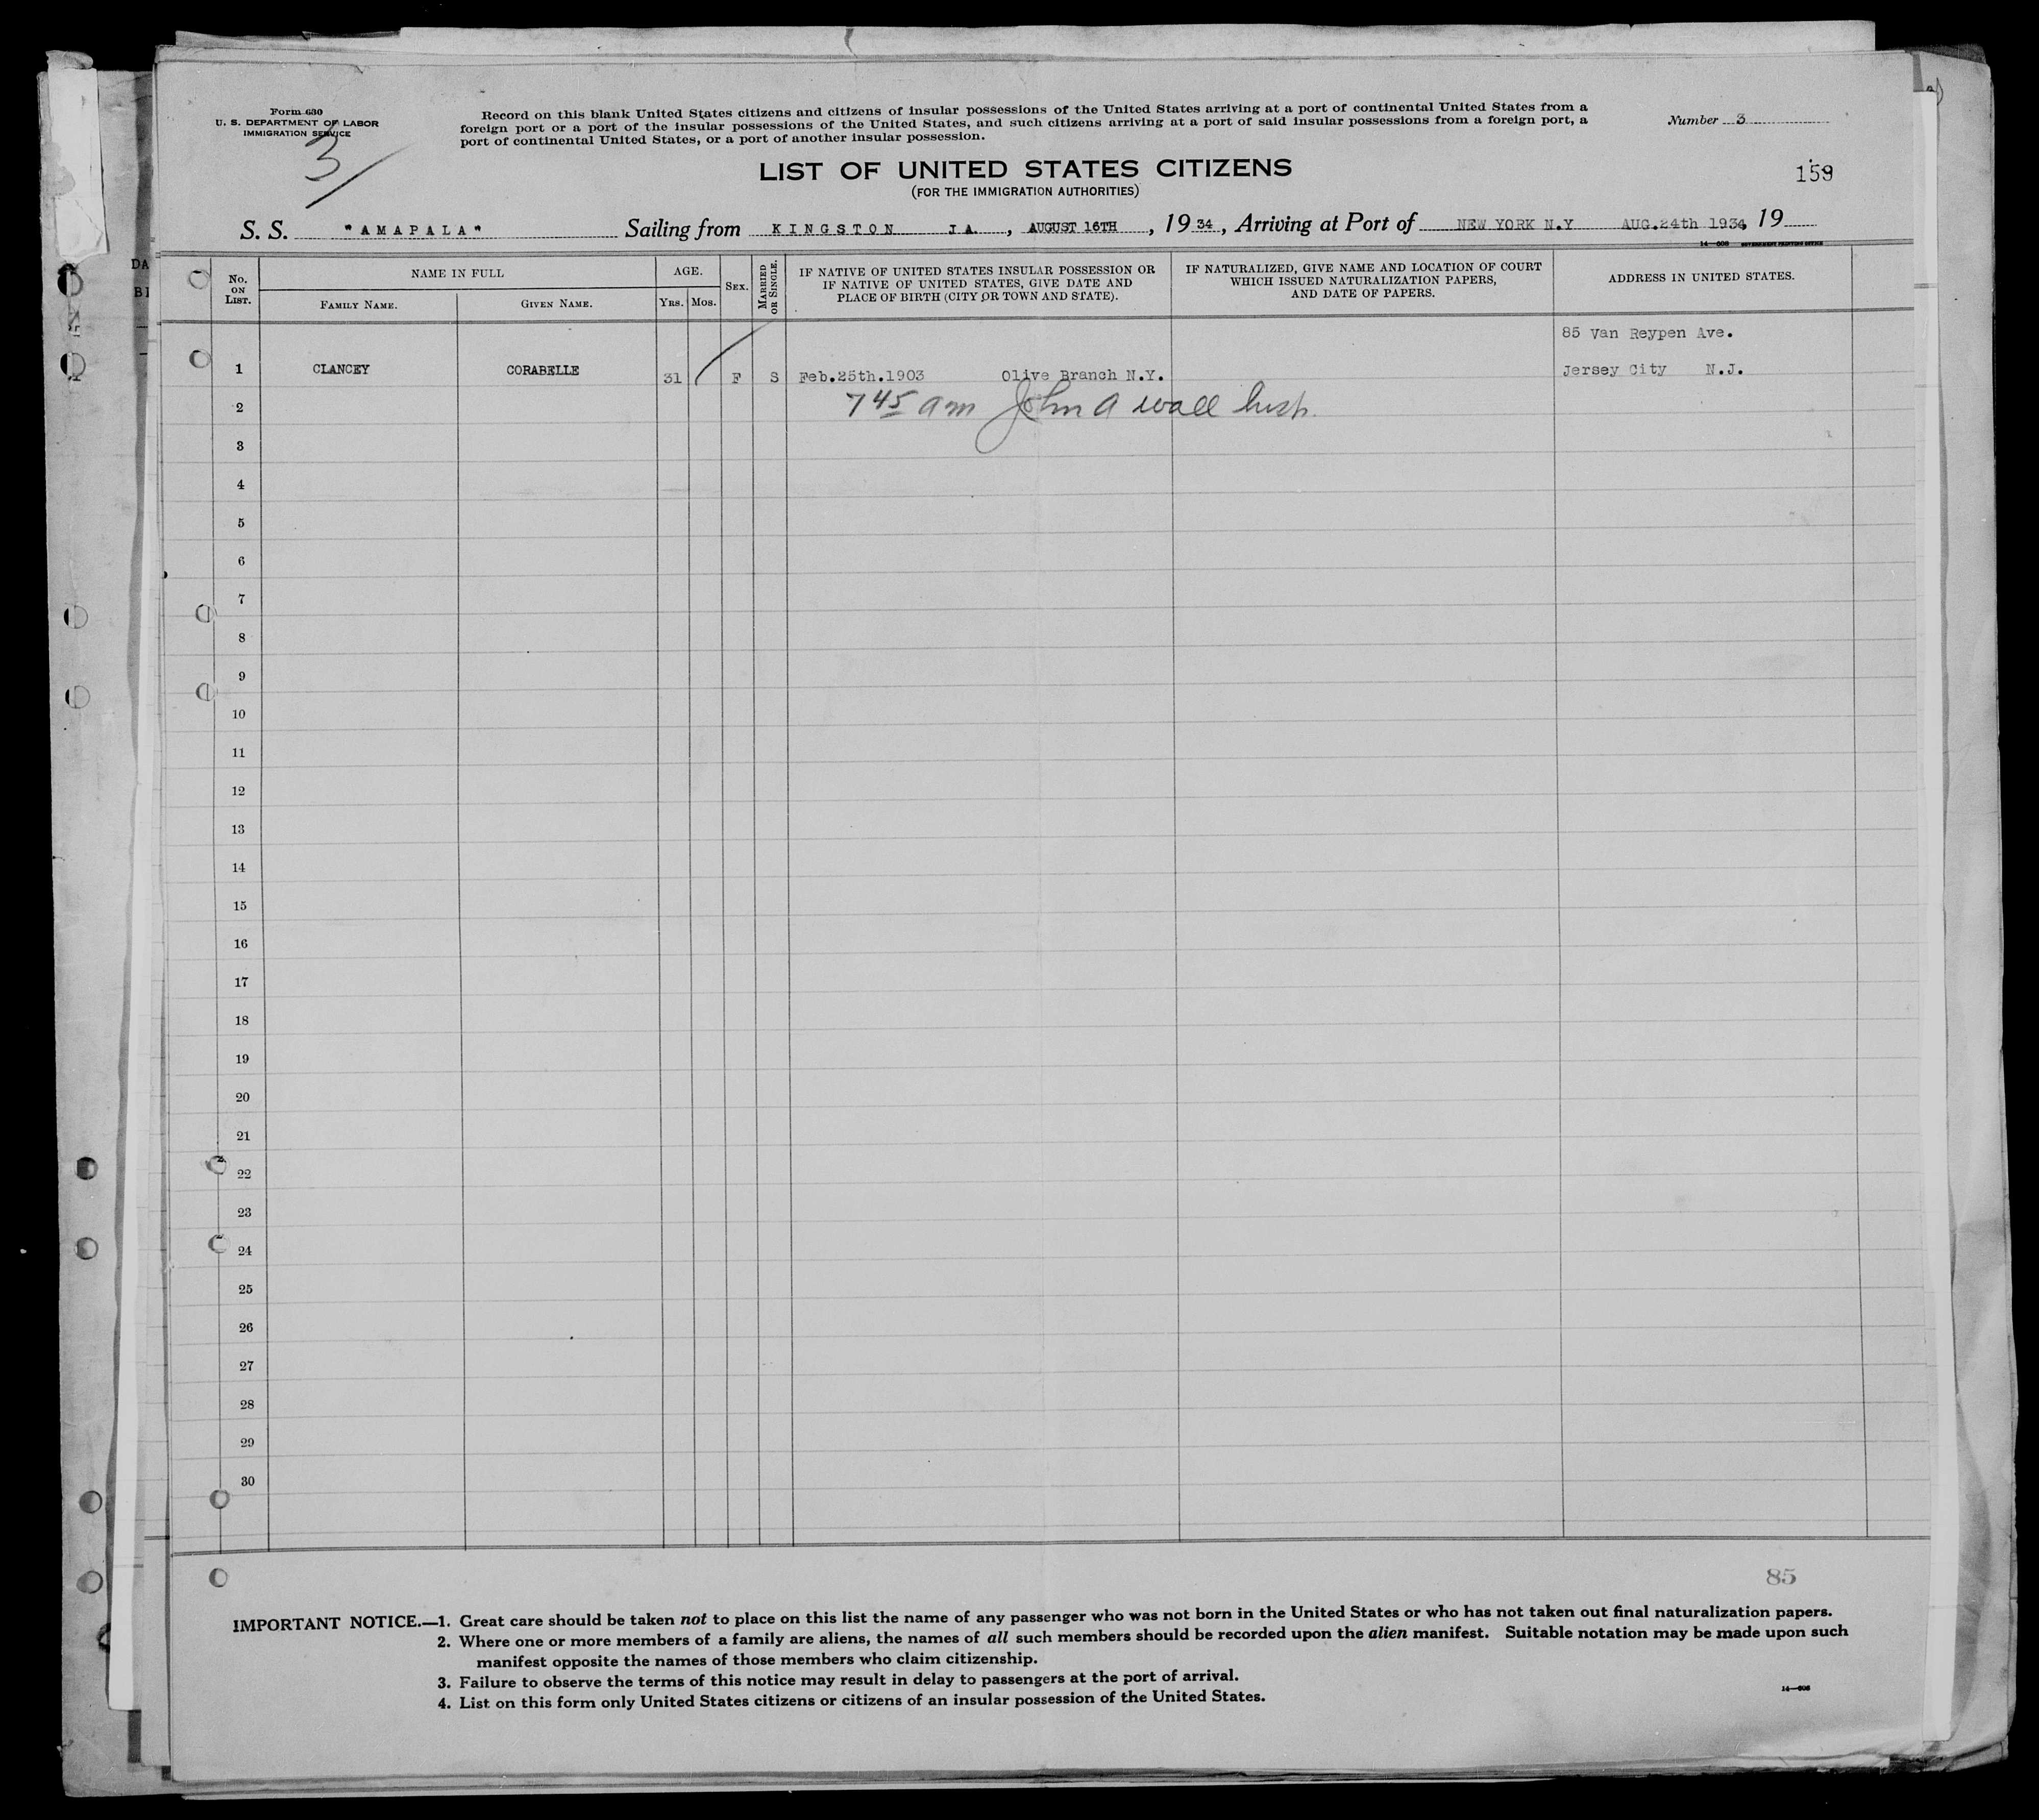 Form 630
U. S. DEPARTMENT OF LABOR
IMMIGRATION SERVICE
3/
Record on this blank United States citizens and citizens of insular possessions of the United States arriving at a port of continental United States from a
foreign port or a port of the insular possessions of the United States, and such citizens arriving at a port of said insular possessions from a foreign port, a
port of continental United States, or a port of another insular possession.
Number 3
LIST OF UNITED STATES CITIZENS
(FOR THE IMMIGRATION AUTHORITIES)
159
S. S. "AMAPALA" Sailing from KINGSTON JA., AUGUST 16TH, 1934, Arriving at Port of NEW YORK N.Y AUG.24th 1934 19
14—608 GOVERNMENT PRINTING OFFICE
No. ON LIST.
NAME IN FULL
FAMILY NAME.
GIVEN NAME.
AGE.
YRS.
MOS.
SEX.
MARRIED OR SINGLE.
IF NATIVE OF UNITED STATES INSULAR POSSESSION OR
IF NATIVE OF UNITED STATES, GIVE DATE AND
PLACE OF BIRTH (CITY OR TOWN AND STATE).
IF NATURALIZED, GIVE NAME AND LOCATION OF COURT
WHICH ISSUED NATURALIZATION PAPERS,
AND DATE OF PAPERS.
ADDRESS IN UNITED STATES.
85 Van Reypen Ave.
1 CLANCEY CORABELLE 31 F S Feb.25th.1903 Olive Branch N.Y. Jersey City N.J.
2 7 45 am John A Wall Insp.
3
4
5
6
7
8
9
10
11
12
13
14
15
16
17
18
19
20
21
22
23
24
25
26
27
28
29
30
85
IMPORTANT NOTICE.—1. Great care should be taken not to place on this list the name of any passenger who was not born in the United States or who has not taken out final naturalization papers.
2. Where one or more members of a family are aliens, the names of all such members should be recorded upon the alien manifest. Suitable notation may be made upon such
manifest opposite the names of those members who claim citizenship.
3. Failure to observe the terms of this notice may result in delay to passengers at the port of arrival.
4. List on this form only United States citizens or citizens of an insular possession of the United States.
14—608